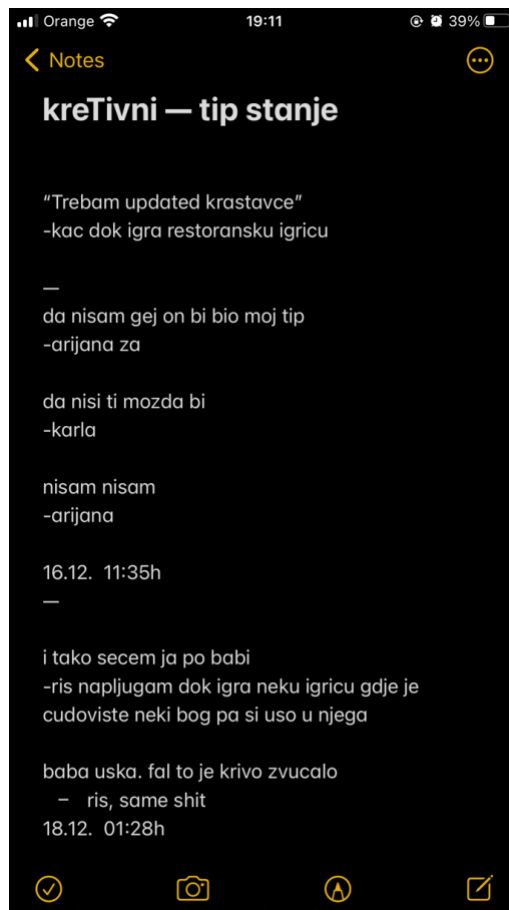 Orange 19:11 39%
Notes
kreTivni — tip stanje
“Trebam updated krastavce”
-kac dok igra restoransku igricu
—
da nisam gej on bi bio moj tip
-arijana za
da nisi ti mozda bi
-karla
nisam nisam
-arijana
16.12. 11:35h
—
i tako secem ja po babi
-ris napljugam dok igra neku igricu gdje je
cudoviste neki bog pa si uso u njega
baba uska. fal to je krivo zvucalo
– ris, same shit
18.12. 01:28h